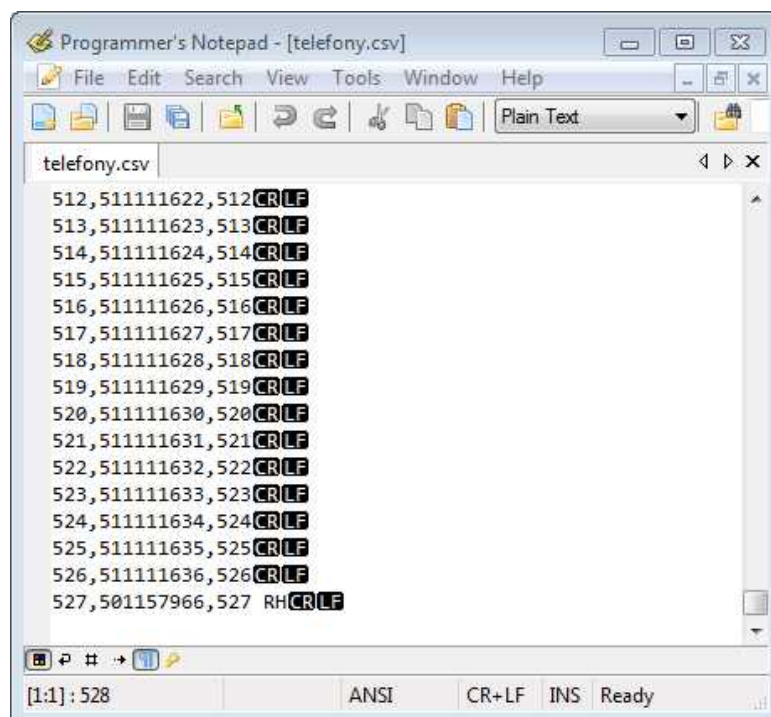 Programmer's Notepad - [telefony.csv]
File Edit Search View Tools Window Help
Plain Text
telefony.csv
512,511111622,512CRLF
513,511111623,513CRLF
514,511111624,514CRLF
515,511111625,515CRLF
516,511111626,516CRLF
517,511111627,517CRLF
518,511111628,518CRLF
519,511111629,519CRLF
520,511111630,520CRLF
521,511111631,521CRLF
522,511111632,522CRLF
523,511111633,523CRLF
524,511111634,524CRLF
525,511111635,525CRLF
526,511111636,526CRLF
527,501157966,527 RHCRLF
[1:1] : 528 ANSI CR+LF INS Ready